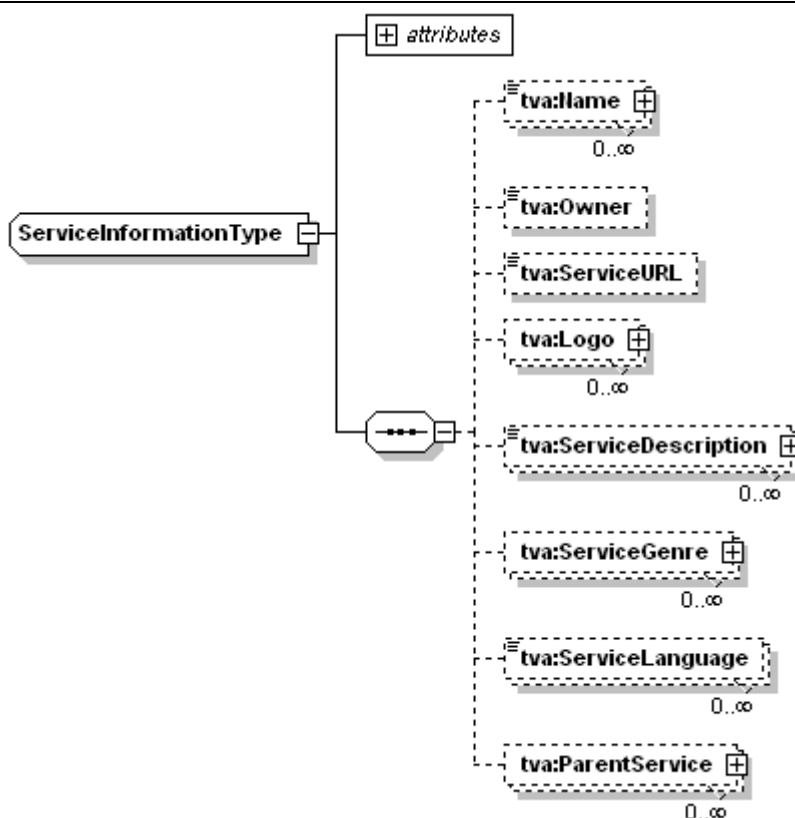 attributes
tva:Name
0..∞
ServiceInformationType
tva:Owner
tva:ServiceURL
tva:Logo
0..∞
tva:ServiceDescription
0..∞
tva:ServiceGenre
0..∞
tva:ServiceLanguage
0..∞
tva:ParentService
0..∞